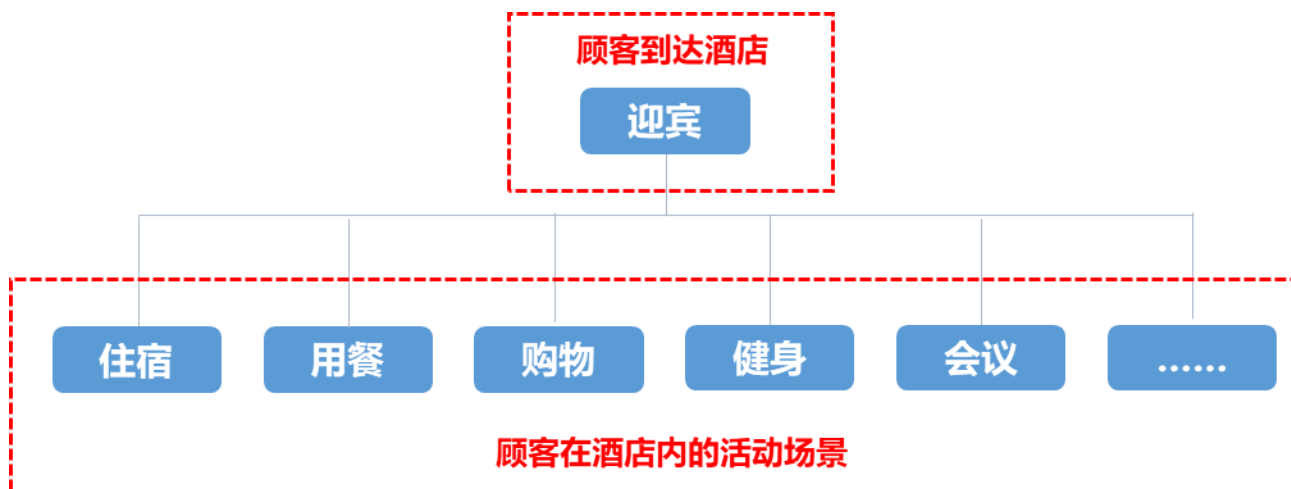 顾客到达酒店
迎宾
住宿 用餐 购物 健身 会议 ......
顾客在酒店内的活动场景